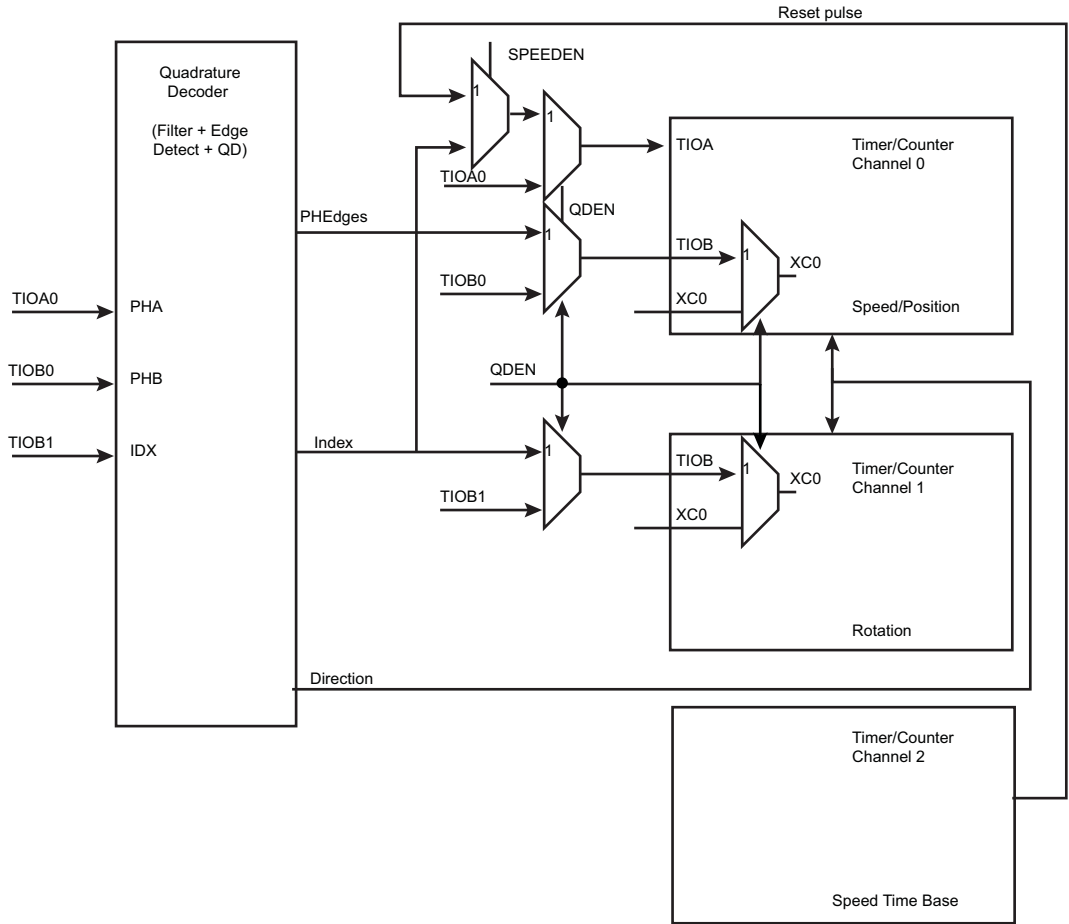 Reset pulse
SPEEDEN
Quadrature
Decoder
(Filter + Edge
Detect + QD)
1
1
TIOA
Timer/Counter
Channel 0
TIOA0
QDEN
PHEdges
1
TIOB
1
XC0
TIOB0
XC0
Speed/Position
TIOA0
PHA
TIOB0
PHB
QDEN
TIOB1
IDX
Index
1
TIOB
1
XC0
Timer/Counter
Channel 1
TIOB1
XC0
Rotation
Direction
Timer/Counter
Channel 2
Speed Time Base